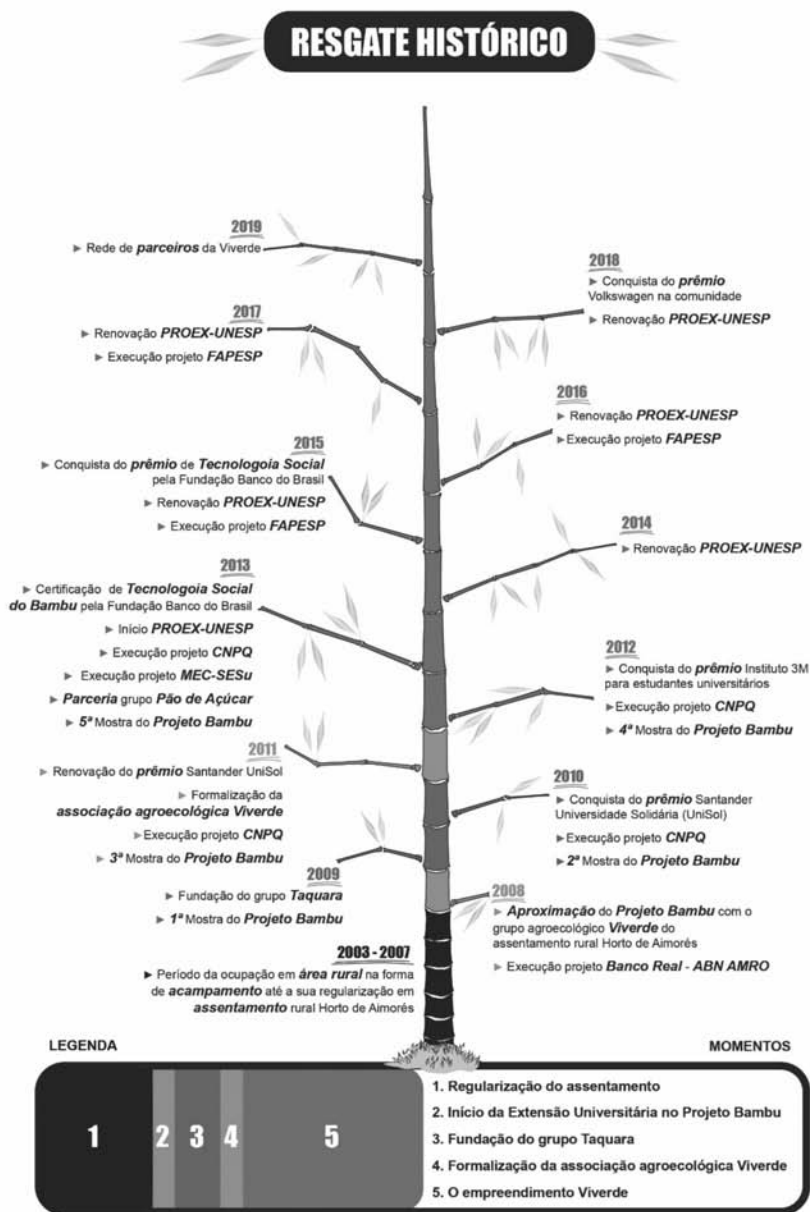 RESGATE HISTÓRICO
2019
► Rede de parceiros da Viverde
2018
► Conquista do prêmio
Volkswagen na comunidade
► Renovação PROEX-UNESP
2017
► Renovação PROEX-UNESP
► Execução projeto FAPESP
2016
► Renovação PROEX-UNESP
►Execução projeto FAPESP
2015
► Conquista do prêmio de Tecnologoia Social
pela Fundação Banco do Brasil
► Renovação PROEX-UNESP
► Execução projeto FAPESP
2014
► Renovação PROEX-UNESP
2013
► Certificação de Tecnologoia Social
do Bambu pela Fundação Banco do Brasil
► Início PROEX-UNESP
► Execução projeto CNPQ
► Execução projeto MEC-SESu
► Parceria grupo Pão de Açúcar
► 5ª Mostra do Projeto Bambu
2012
► Conquista do prêmio Instituto 3M
para estudantes universitários
►Execução projeto CNPQ
► 4ª Mostra do Projeto Bambu
2011
► Renovação do prêmio Santander UniSol
► Formalização da
associação agroecológica Viverde
►Execução projeto CNPQ
► 3ª Mostra do Projeto Bambu
2010
► Conquista do prêmio Santander
Universidade Solidária (UniSol)
►Execução projeto CNPQ
►2ª Mostra do Projeto Bambu
2009
► Fundação do grupo Taquara
► 1ª Mostra do Projeto Bambu
2008
► Aproximação do Projeto Bambu com o
grupo agroecológico Viverde do
assentamento rural Horto de Aimorés
► Execução projeto Banco Real - ABN AMRO
2003 - 2007
► Período da ocupação em área rural na forma
de acampamento até a sua regularização em
assentamento rural Horto de Aimorés
LEGENDA
MOMENTOS
1 2 3 4 5
1. Regularização do assentamento
2. Início da Extensão Universitária no Projeto Bambu
3. Fundação do grupo Taquara
4. Formalização da associação agroecológica Viverde
5. O empreendimento Viverde